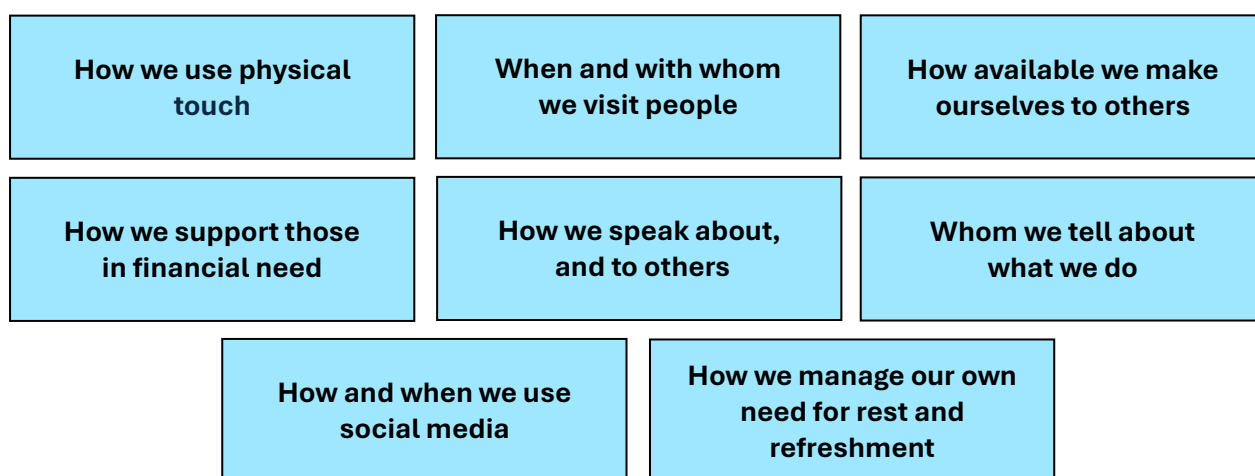 How we use physical
touch
When and with whom
we visit people
How available we make
ourselves to others
How we support those
in financial need
How we speak about,
and to others
Whom we tell about
what we do
How and when we use
social media
How we manage our own
need for rest and
refreshment